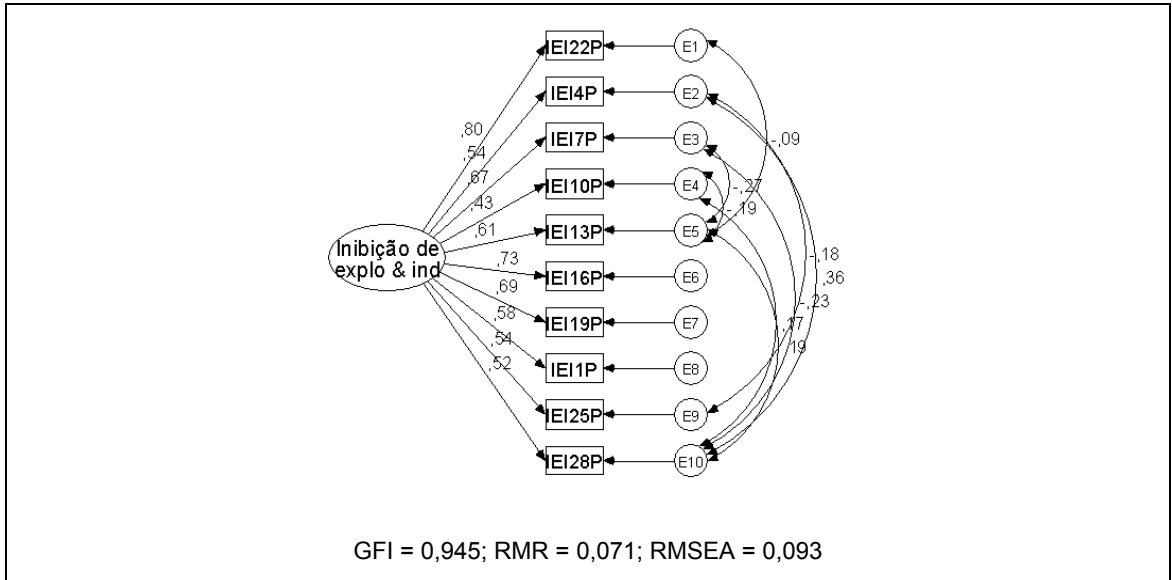 IEI22P
E1
IEI4P
E2
IEI7P
E3
IEI10P
E4
IEI13P
E5
IEI16P
E6
IEI19P
E7
IEI1P
E8
IEI25P
E9
IEI28P
E10
,80
,54
,67
,43
,61
,73
,69
,58
,54
,52
Inibição de
explo & ind
-,09
-,27
-,19
-,18
,36
-,23
,17
,19
GFI = 0,945; RMR = 0,071; RMSEA = 0,093